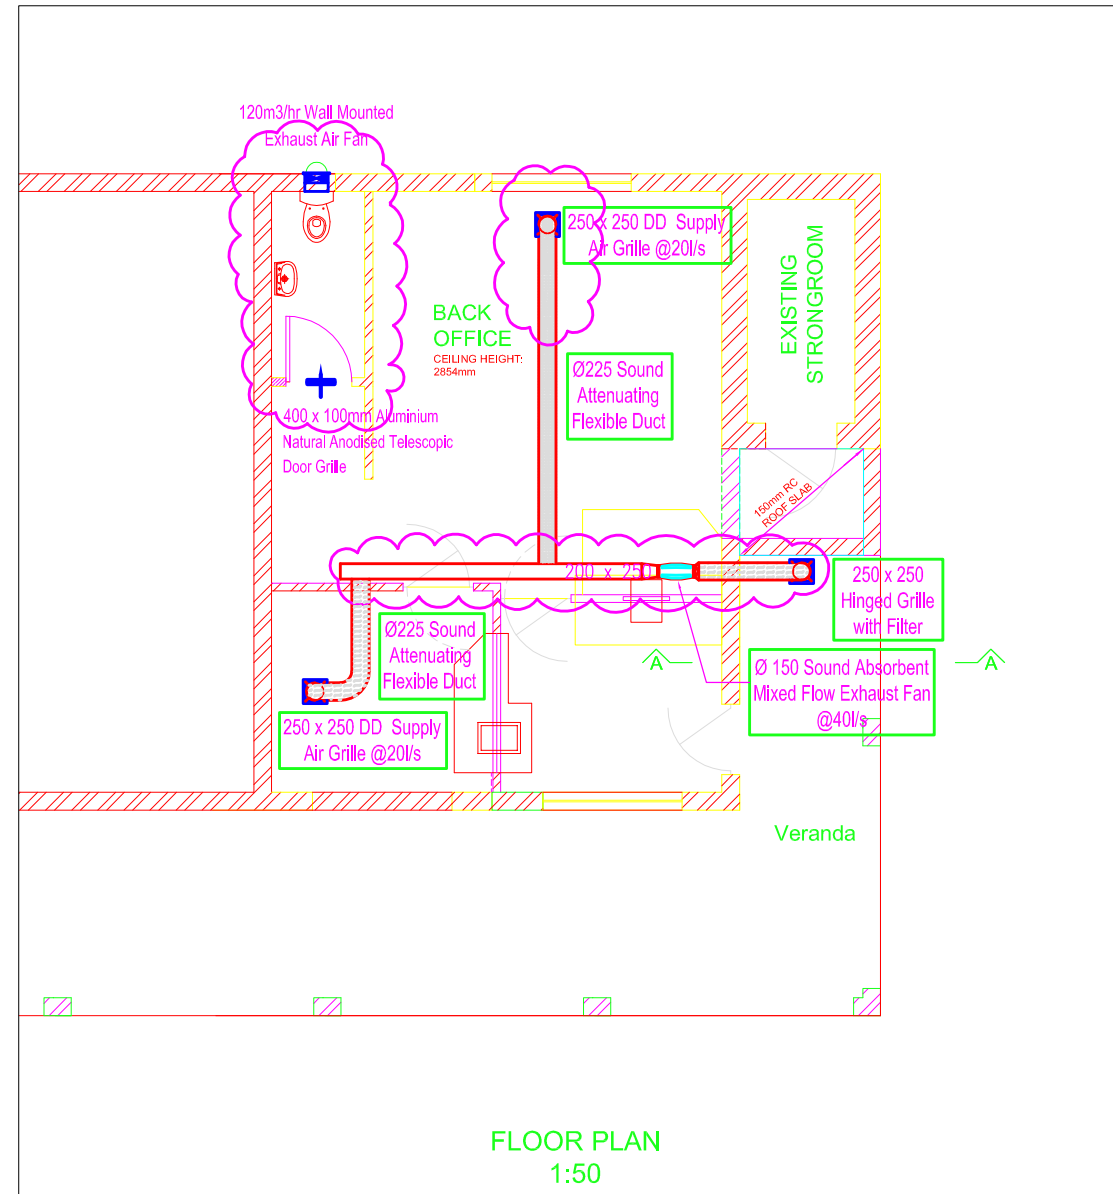 120m3/hr Wall Mounted
Exhaust Air Fan
250 x 250 DD Supply
Air Grille @20l/s
EXISTING
STRONGROOM
BACK
OFFICE
CEILING HEIGHT:
2854mm
Ø225 Sound
Attenuating
Flexible Duct
400 x 100mm Aluminium
Natural Anodised Telescopic
Door Grille
150mm RC
ROOF SLAB
200 x 250
250 x 250
Hinged Grille
with Filter
Ø225 Sound
Attenuating
Flexible Duct
A
A
Ø 150 Sound Absorbent
Mixed Flow Exhaust Fan
@40l/s
250 x 250 DD Supply
Air Grille @20l/s
Veranda
FLOOR PLAN
1:50